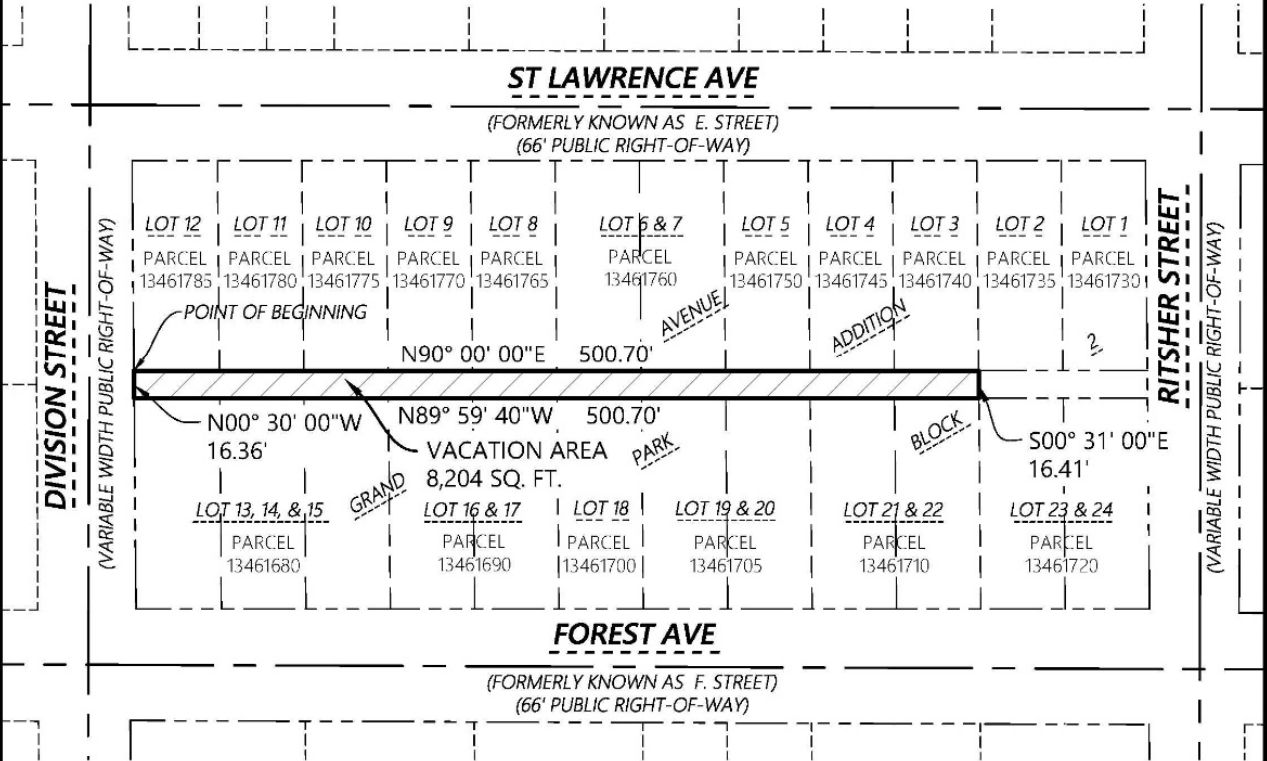 ST LAWRENCE AVE
(FORMERLY KNOWN AS E. STREET)
(66' PUBLIC RIGHT-OF-WAY)
LOT 12
PARCEL
13461785
LOT 11
PARCEL
13461780
LOT 10
PARCEL
13461775
LOT 9
PARCEL
13461770
LOT 8
PARCEL
13461765
LOT 6 & 7
PARCEL
13461760
LOT 5
PARCEL
13461750
LOT 4
PARCEL
13461745
LOT 3
PARCEL
13461740
LOT 2
PARCEL
13461735
LOT 1
PARCEL
13461730
DIVISION STREET
(VARIABLE WIDTH PUBLIC RIGHT-OF-WAY)
RITSHER STREET
(VARIABLE WIDTH PUBLIC RIGHT-OF-WAY)
POINT OF BEGINNING
N90° 00' 00"E 500.70'
N89° 59' 40"W 500.70'
N00° 30' 00"W
16.36'
VACATION AREA
8,204 SQ. FT.
S00° 31' 00"E
16.41'
GRAND
PARK
AVENUE
ADDITION
BLOCK
2
LOT 13, 14, & 15
PARCEL
13461680
LOT 16 & 17
PARCEL
13461690
LOT 18
PARCEL
13461700
LOT 19 & 20
PARCEL
13461705
LOT 21 & 22
PARCEL
13461710
LOT 23 & 24
PARCEL
13461720
FOREST AVE
(FORMERLY KNOWN AS F. STREET)
(66' PUBLIC RIGHT-OF-WAY)